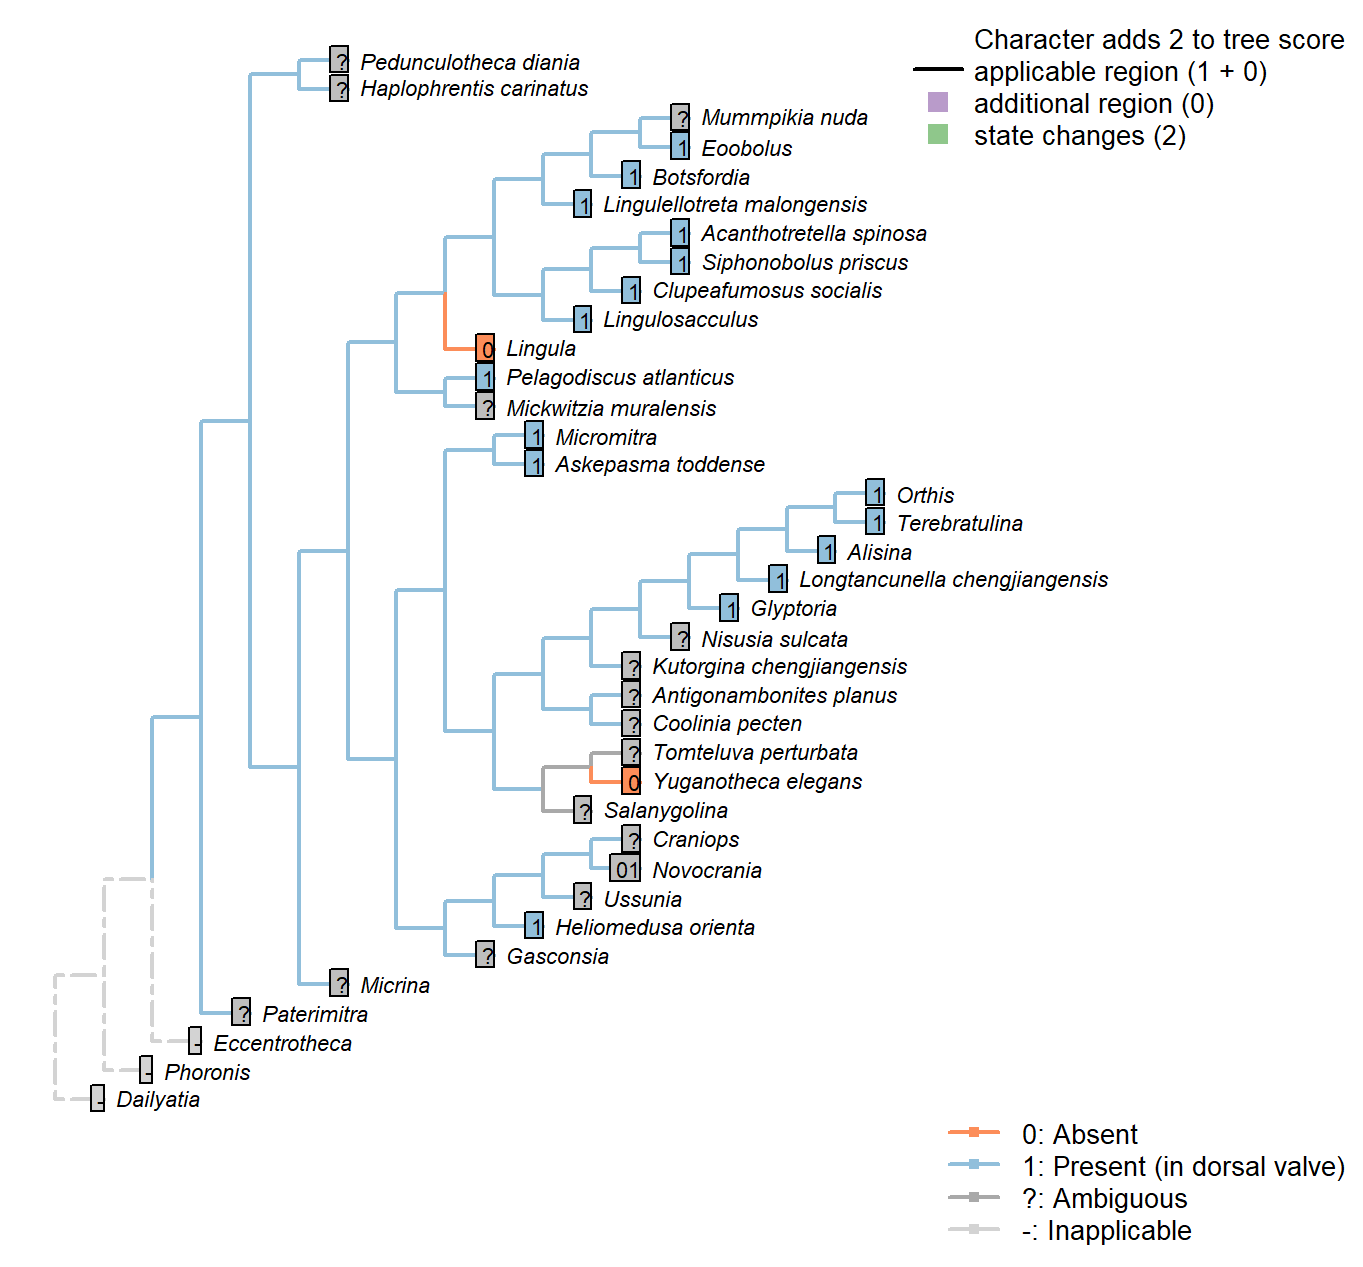 Character adds 2 to tree score
applicable region (1 + 0)
additional region (0)
state changes (2)
? Pedunculotheca diania
? Haplophrentis carinatus
? Mummpikia nuda
1 Eoobolus
1 Botsfordia
1 Lingulellotreta malongensis
1 Acanthotretella spinosa
1 Siphonobolus priscus
1 Clupeafumosus socialis
1 Lingulosacculus
0 Lingula
1 Pelagodiscus atlanticus
? Mickwitzia muralensis
1 Micromitra
1 Askepasma toddense
1 Orthis
1 Terebratulina
1 Alisina
1 Longtancunella chengjiangensis
1 Glyptoria
? Nisusia sulcata
? Kutorgina chengjiangensis
? Antigonambonites planus
? Coolinia pecten
? Tomteluva perturbata
0 Yuganotheca elegans
? Salanygolina
? Craniops
01 Novocrania
? Ussunia
1 Heliomedusa orienta
? Gasconsia
? Micrina
? Paterimitra
- Eccentrotheca
- Phoronis
- Dailyatia
0: Absent
1: Present (in dorsal valve)
?: Ambiguous
-: Inapplicable